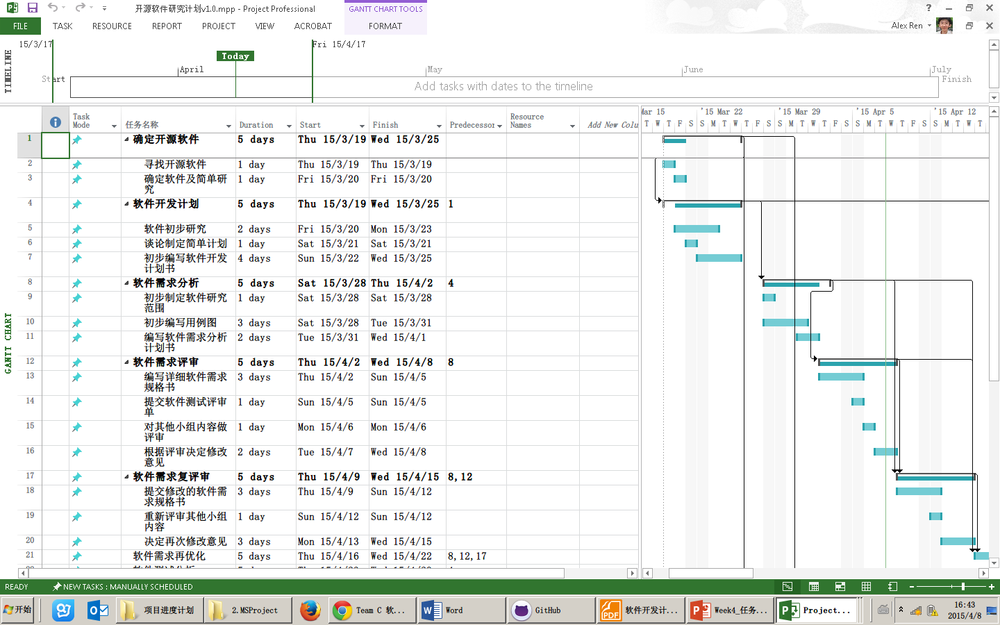 开源软件研究计划v1.0.mpp - Project Professional
GANTT CHART TOOLS
FILE TASK RESOURCE REPORT PROJECT VIEW ACROBAT FORMAT
Alex Ren
15/3/17
Fri 15/4/17
Today
April May June July
Start
Finish
Add tasks with dates to the timeline
TIMELINE
Task Mode 任务名称 Duration Start Finish Predecessor Resource Names Add New Colu
Mar 15 '15 Mar 22 '15 Mar 29 '15 Apr 5 '15 Apr 12
T W T F S S M T W T F S S M T W T F S S M T W T F S S M T W T
1 确定开源软件 5 days Thu 15/3/19 Wed 15/3/25
2 寻找开源软件 1 day Thu 15/3/19 Thu 15/3/19
3 确定软件及简单研究 1 day Fri 15/3/20 Fri 15/3/20
4 软件开发计划 5 days Thu 15/3/19 Wed 15/3/25 1
5 软件初步研究 2 days Fri 15/3/20 Mon 15/3/23
6 谈论制定简单计划 1 day Sat 15/3/21 Sat 15/3/21
7 初步编写软件开发计划书 4 days Sun 15/3/22 Wed 15/3/25
8 软件需求分析 5 days Sat 15/3/28 Thu 15/4/2 4
9 初步制定软件研究范围 1 day Sat 15/3/28 Sat 15/3/28
10 初步编写用例图 3 days Sat 15/3/28 Tue 15/3/31
11 编写软件需求分析计划书 2 days Tue 15/3/31 Wed 15/4/1
12 软件需求评审 5 days Thu 15/4/2 Wed 15/4/8 8
13 编写详细软件需求规格书 3 days Thu 15/4/2 Sun 15/4/5
14 提交软件测试评审单 1 day Sun 15/4/5 Sun 15/4/5
15 对其他小组内容做评审 1 day Mon 15/4/6 Mon 15/4/6
16 根据评审决定修改意见 2 days Tue 15/4/7 Wed 15/4/8
17 软件需求复评审 5 days Thu 15/4/9 Wed 15/4/15 8,12
18 提交修改的软件需求规格书 3 days Thu 15/4/9 Sun 15/4/12
19 重新评审其他小组内容 1 day Sun 15/4/12 Sun 15/4/12
20 决定再次修改意见 3 days Mon 15/4/13 Wed 15/4/15
21 软件需求再优化 5 days Thu 15/4/16 Wed 15/4/22 8,12,17
GANTT CHART
READY NEW TASKS : MANUALLY SCHEDULED
开始 项目进度计划 2.MSProject Team C 软... Word GitHub 软件开发计... Week4_任务... Project...
16:43
2015/4/8